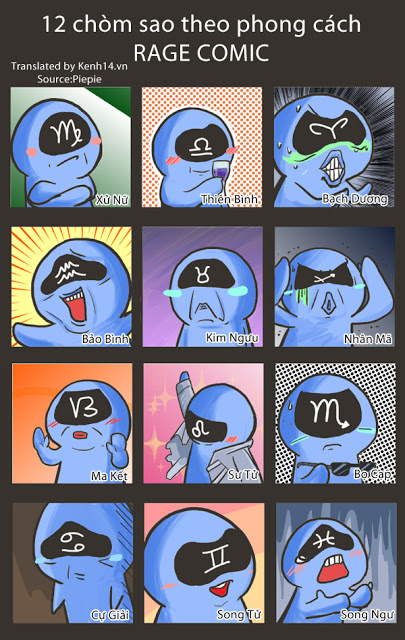 12 chòm sao theo phong cách
RAGE COMIC
Translated by Kenh14.vn
Source:Piepie
Xử Nữ
Thiên Bình
Bạch Dương
Bảo Bình
Kim Ngưu
Nhân Mã
Ma Kết
Sư Tử
Bọ Cạp
Cự Giải
Song Tử
Song Ngư